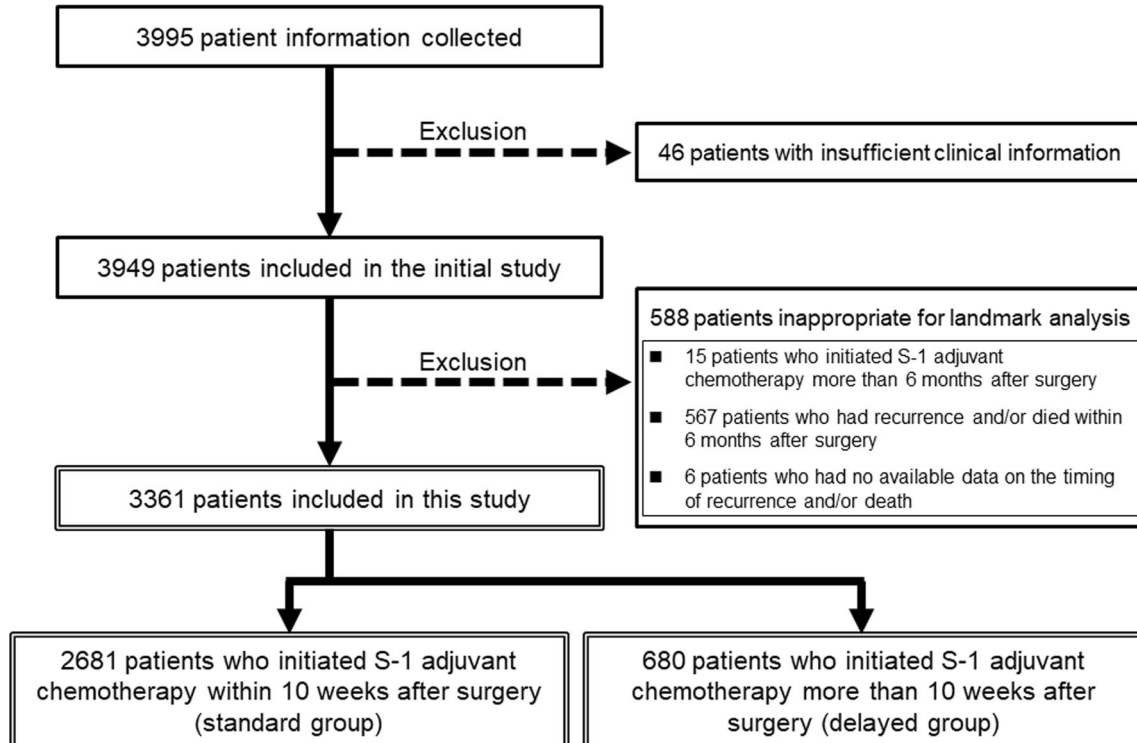 3995 patient information collected
Exclusion
46 patients with insufficient clinical information
3949 patients included in the initial study
588 patients inappropriate for landmark analysis
Exclusion
■ 15 patients who initiated S-1 adjuvant
chemotherapy more than 6 months after surgery
■ 567 patients who had recurrence and/or died within
6 months after surgery
■ 6 patients who had no available data on the timing
of recurrence and/or death
3361 patients included in this study
2681 patients who initiated S-1 adjuvant
chemotherapy within 10 weeks after surgery
(standard group)
680 patients who initiated S-1 adjuvant
chemotherapy more than 10 weeks after
surgery (delayed group)